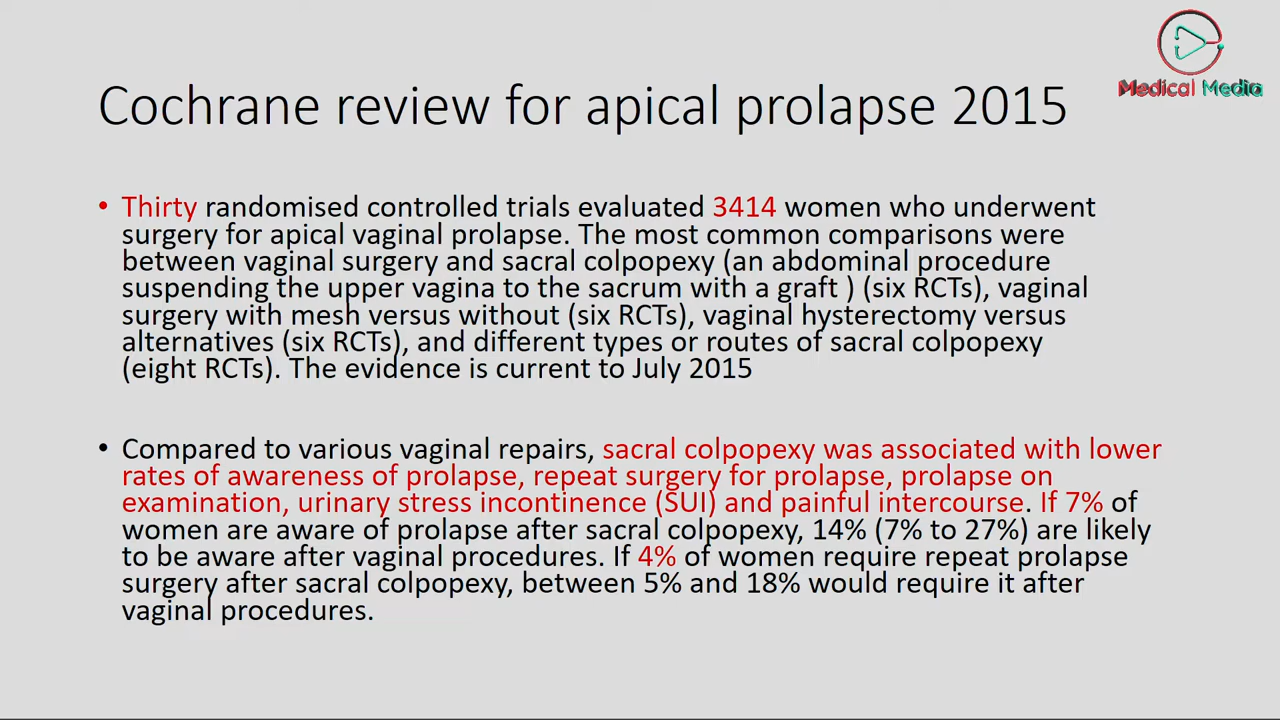 Medical Media
Cochrane review for apical prolapse 2015
• Thirty randomised controlled trials evaluated 3414 women who underwent
surgery for apical vaginal prolapse. The most common comparisons were
between vaginal surgery and sacral colpopexy (an abdominal procedure
suspending the upper vagina to the sacrum with a graft ) (six RCTs), vaginal
surgery with mesh versus without (six RCTs), vaginal hysterectomy versus
alternatives (six RCTs), and different types or routes of sacral colpopexy
(eight RCTs). The evidence is current to July 2015
• Compared to various vaginal repairs, sacral colpopexy was associated with lower
rates of awareness of prolapse, repeat surgery for prolapse, prolapse on
examination, urinary stress incontinence (SUI) and painful intercourse. If 7% of
women are aware of prolapse after sacral colpopexy, 14% (7% to 27%) are likely
to be aware after vaginal procedures. If 4% of women require repeat prolapse
surgery after sacral colpopexy, between 5% and 18% would require it after
vaginal procedures.